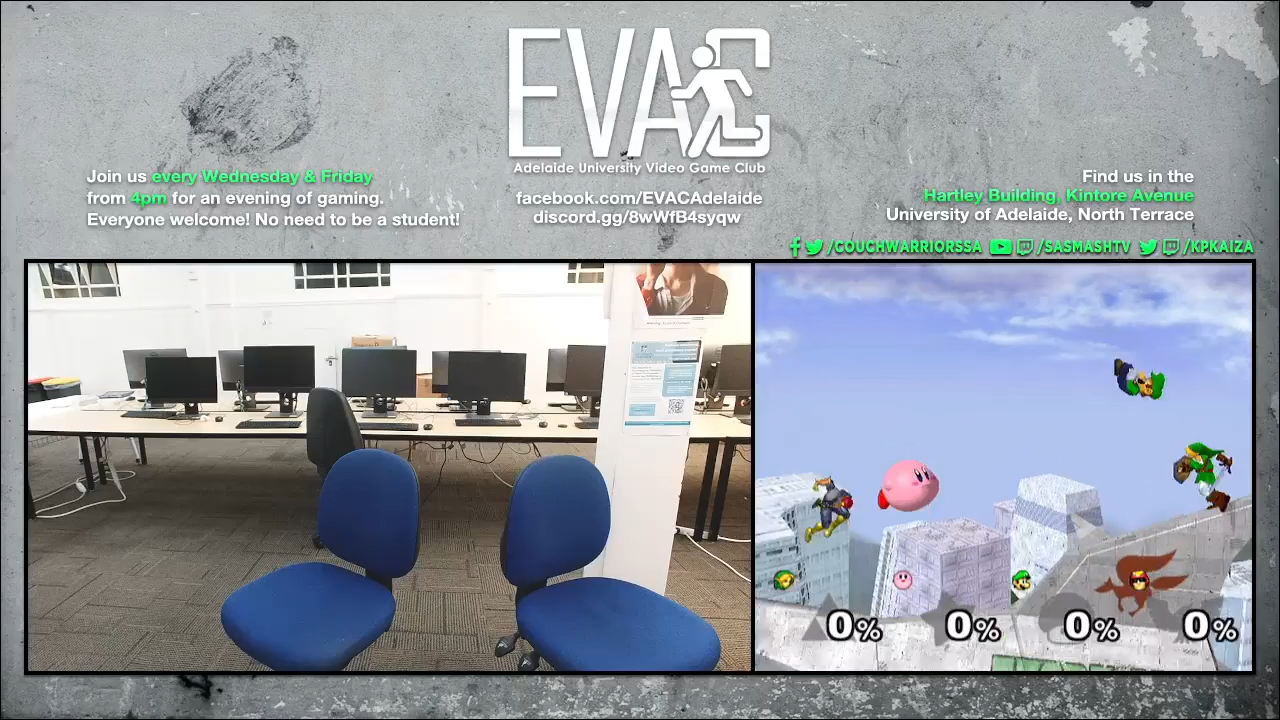 EVAC
Adelaide University Video Game Club
Join us every Wednesday & Friday
from 4pm for an evening of gaming.
Everyone welcome! No need to be a student!
facebook.com/EVACAdelaide
discord.gg/8wWfB4syqw
Find us in the
Hartley Building, Kintore Avenue
University of Adelaide, North Terrace
/COUCHWARRIORSSA /SASMASHTV /KPKAIZA
0% 0% 0% 0%